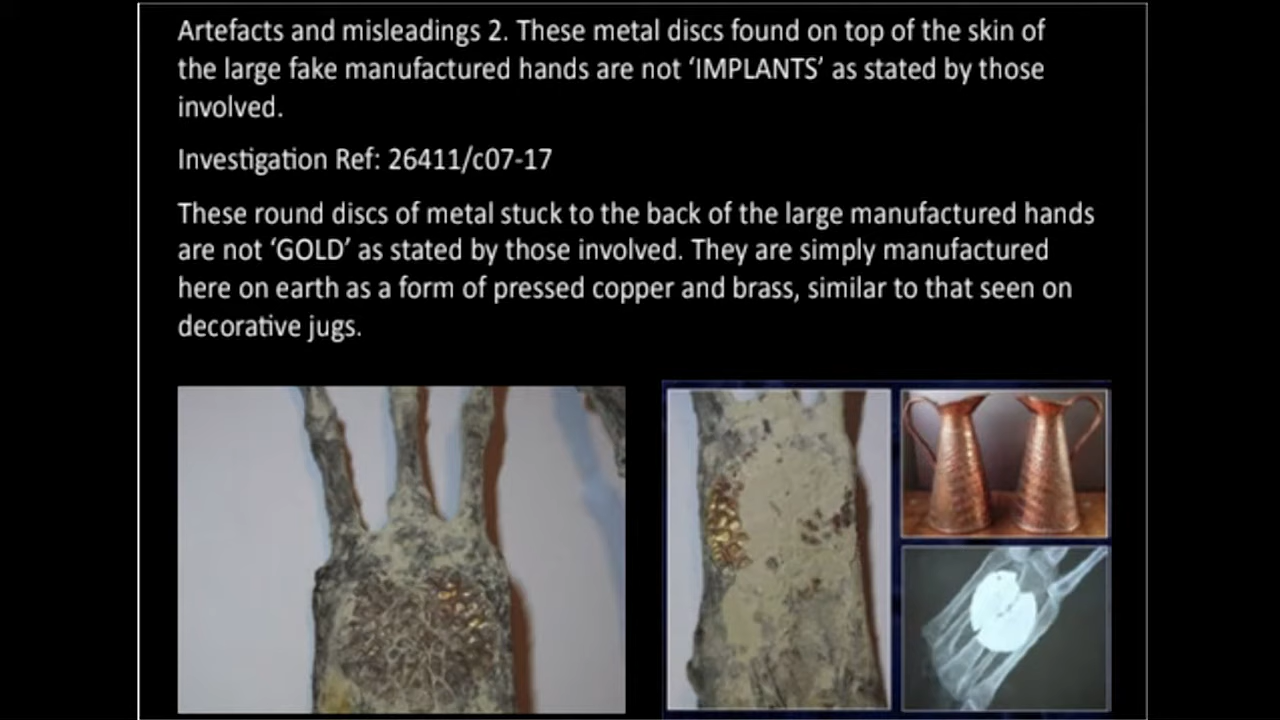 Artefacts and misleadings 2. These metal discs found on top of the skin of
the large fake manufactured hands are not ‘IMPLANTS’ as stated by those
involved.
Investigation Ref: 26411/c07-17
These round discs of metal stuck to the back of the large manufactured hands
are not ‘GOLD’ as stated by those involved. They are simply manufactured
here on earth as a form of pressed copper and brass, similar to that seen on
decorative jugs.